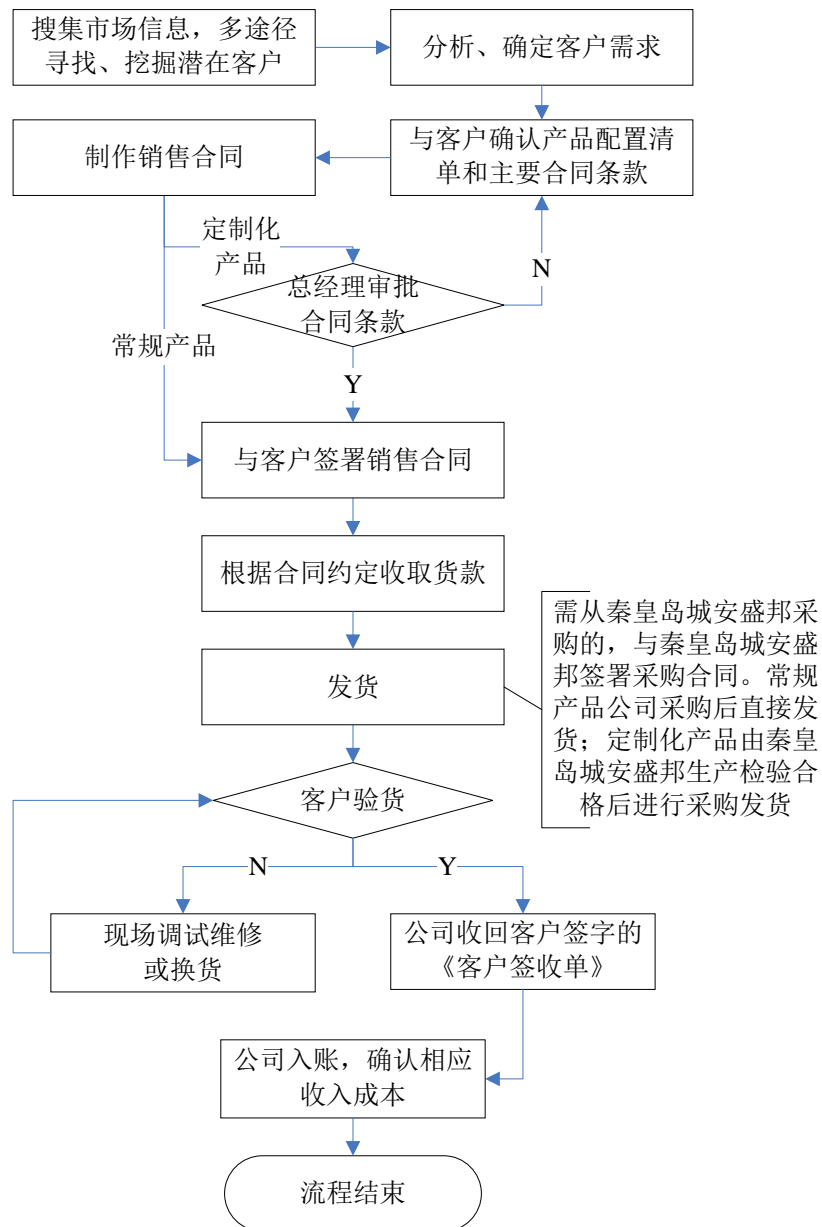 搜集市场信息，多途径
寻找、挖掘潜在客户
分析、确定客户需求
与客户确认产品配置清
单和主要合同条款
制作销售合同
定制化
产品
N
总经理审批
合同条款
常规产品
Y
与客户签署销售合同
根据合同约定收取货款
发货
需从秦皇岛城安盛邦采
购的，与秦皇岛城安盛
邦签署采购合同。常规
产品公司采购后直接发
货；定制化产品由秦皇
岛城安盛邦生产检验合
格后进行采购发货
客户验货
N
Y
现场调试维修
或换货
公司收回客户签字的
《客户签收单》
公司入账，确认相应
收入成本
流程结束